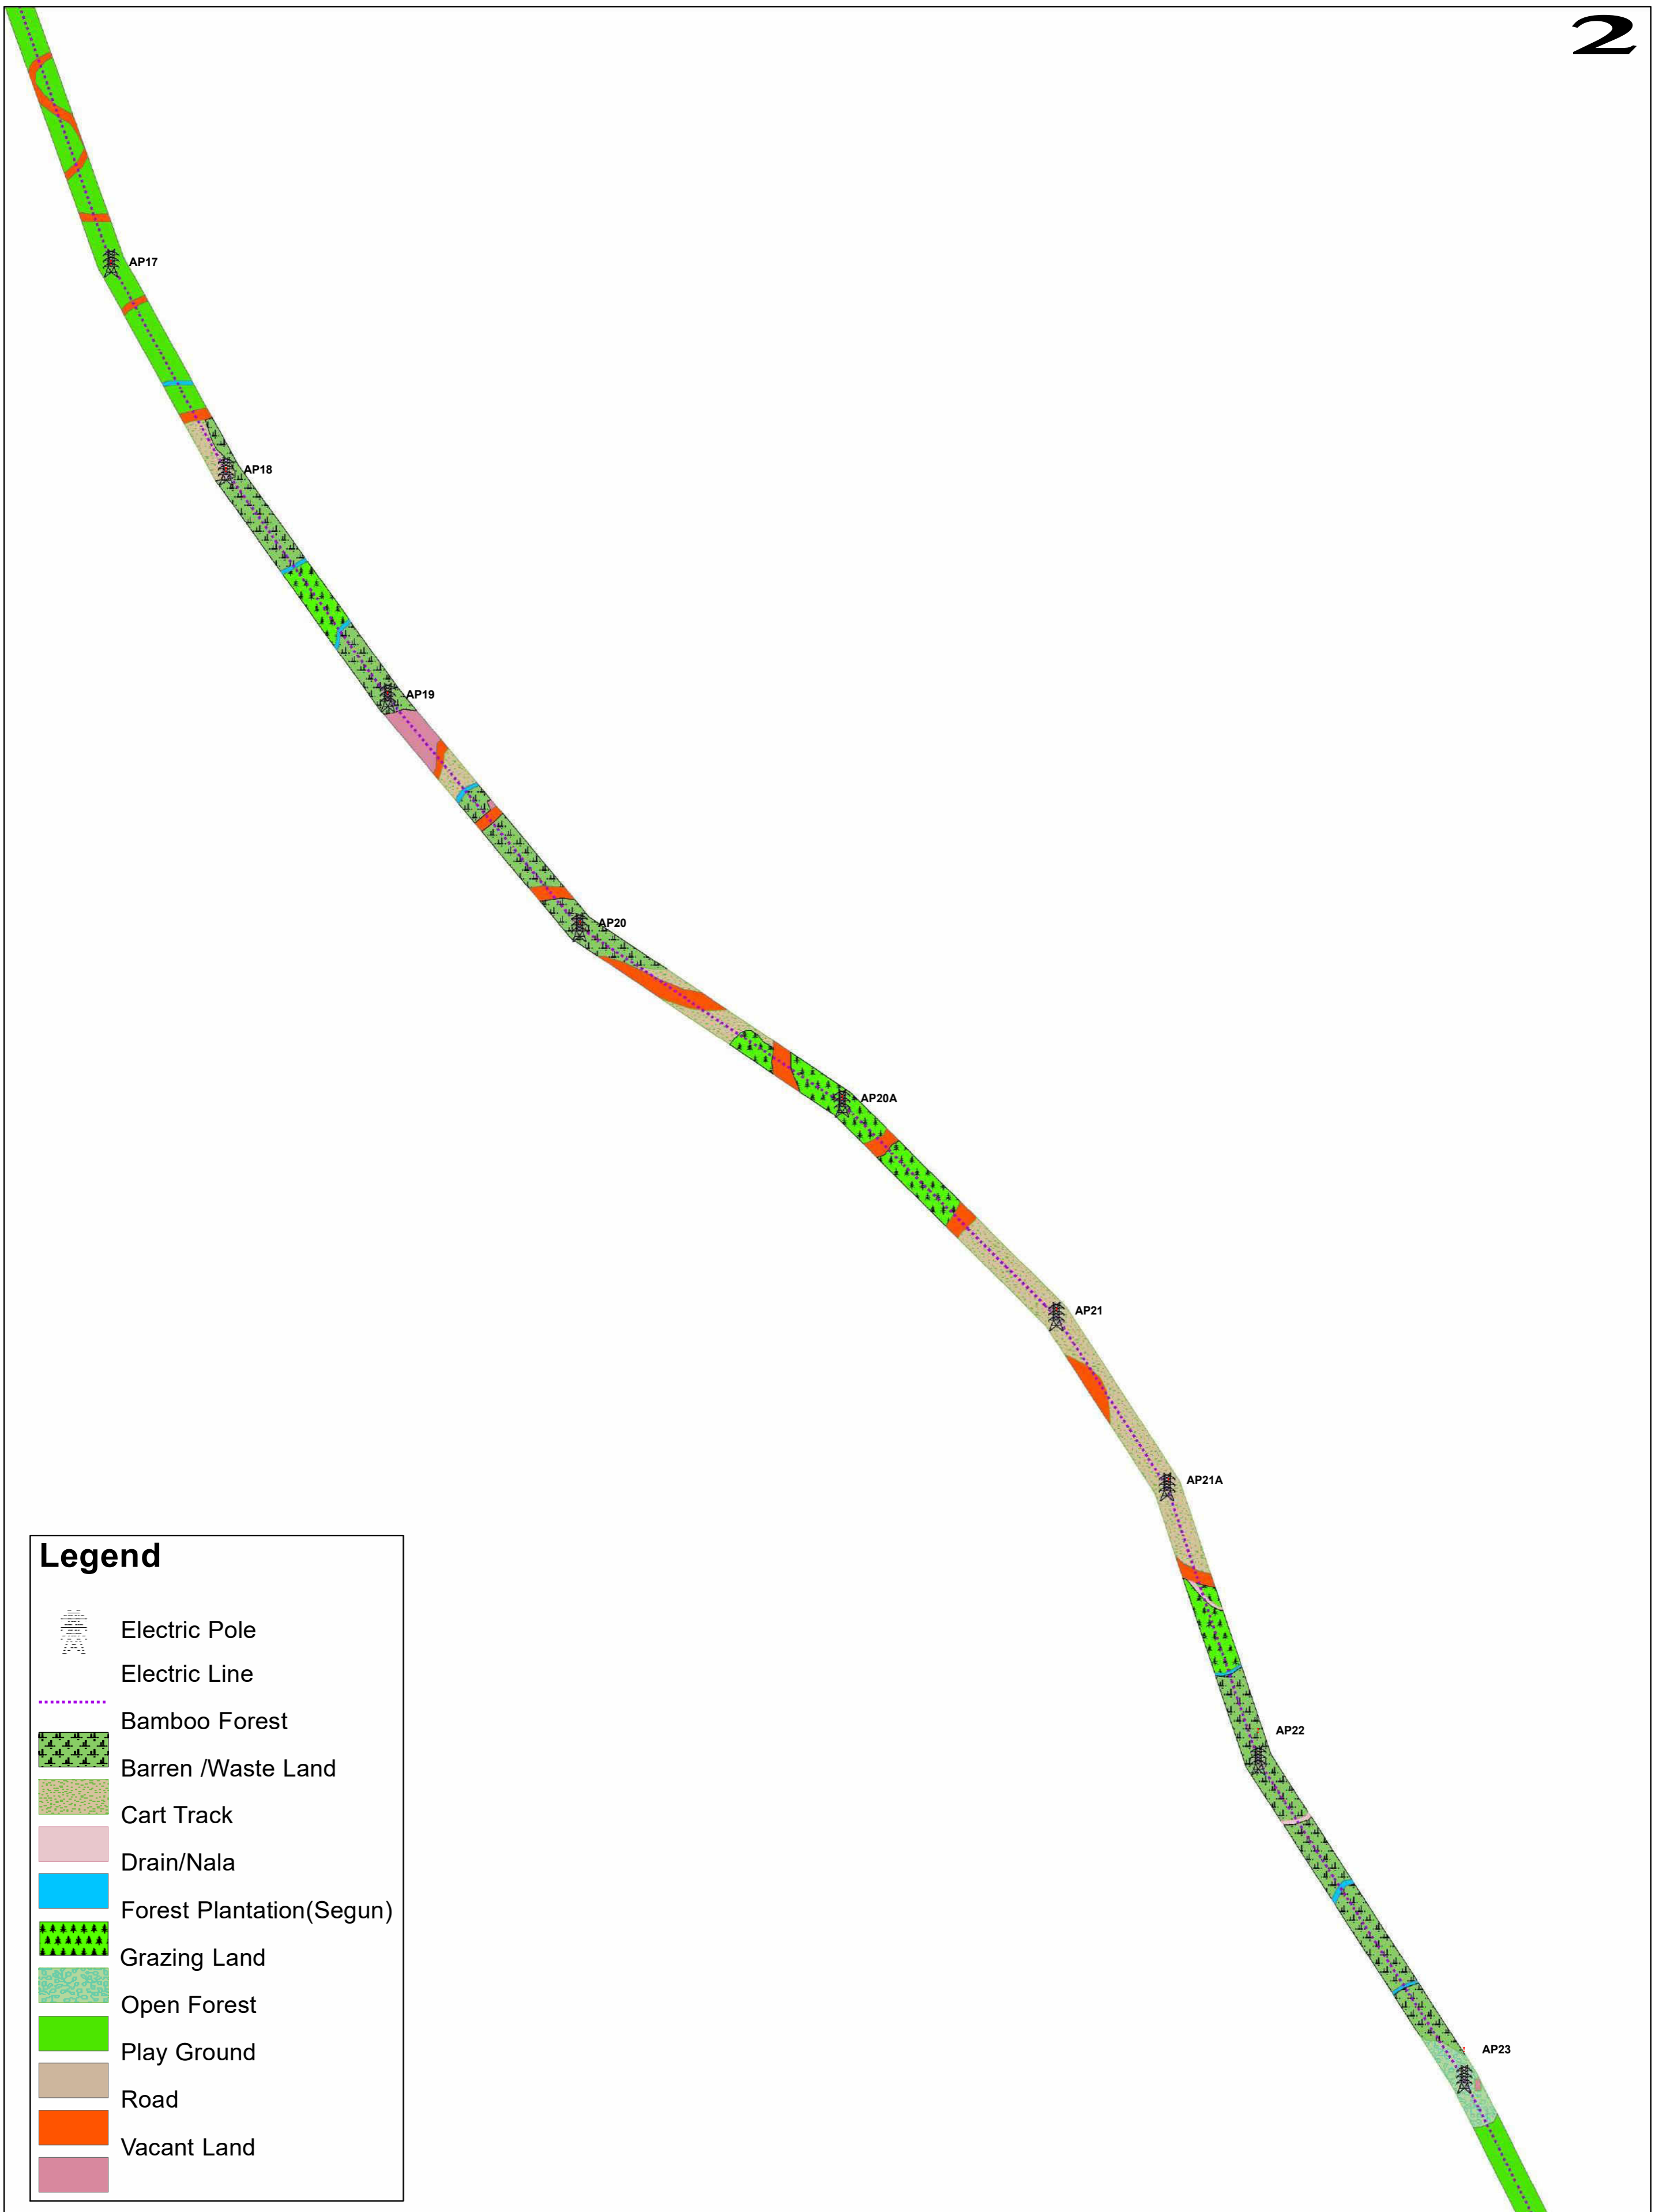 2
AP17
AP18
AP19
AP20
AP20A
AP21
AP21A
AP22
AP23
Legend
Electric Pole
Electric Line
Bamboo Forest
Barren /Waste Land
Cart Track
Drain/Nala
Forest Plantation(Segun)
Grazing Land
Open Forest
Play Ground
Road
Vacant Land